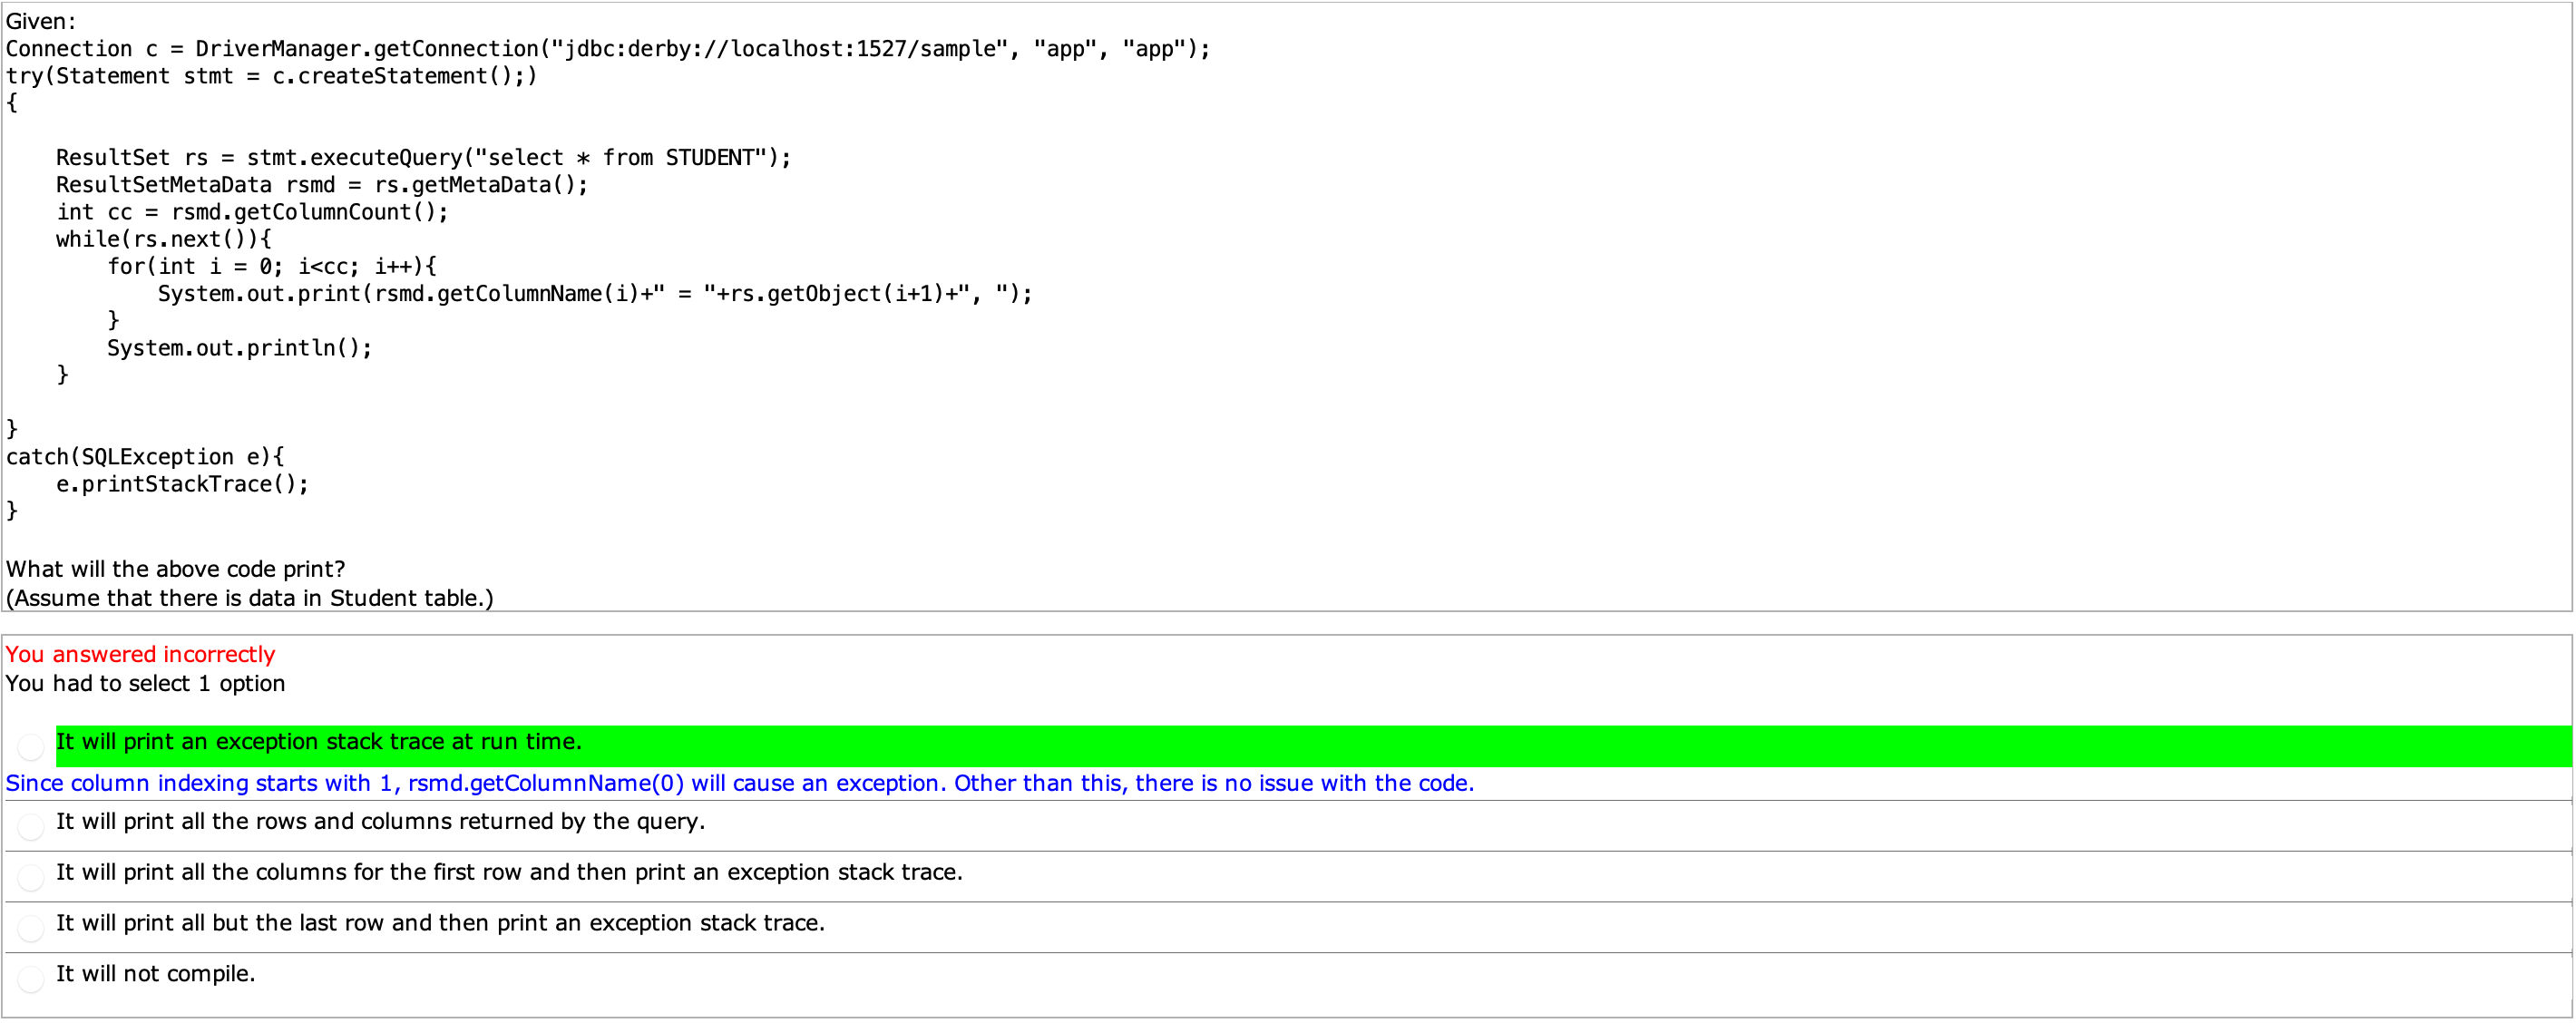 Given:
Connection c = DriverManager.getConnection("jdbc:derby://localhost:1527/sample", "app", "app");
try(Statement stmt = c.createStatement();)
{
ResultSet rs = stmt.executeQuery("select * from STUDENT");
ResultSetMetaData rsmd = rs.getMetaData();
int cc = rsmd.getColumnCount();
while(rs.next()){
for(int i = 0; i<cc; i++){
System.out.print(rsmd.getColumnName(i)+" = "+rs.getObject(i+1)+", ");
}
System.out.println();
}
}
catch(SQLException e){
e.printStackTrace();
}
What will the above code print?
(Assume that there is data in Student table.)
You answered incorrectly
You had to select 1 option
It will print an exception stack trace at run time.
Since column indexing starts with 1, rsmd.getColumnName(0) will cause an exception. Other than this, there is no issue with the code.
It will print all the rows and columns returned by the query.
It will print all the columns for the first row and then print an exception stack trace.
It will print all but the last row and then print an exception stack trace.
It will not compile.